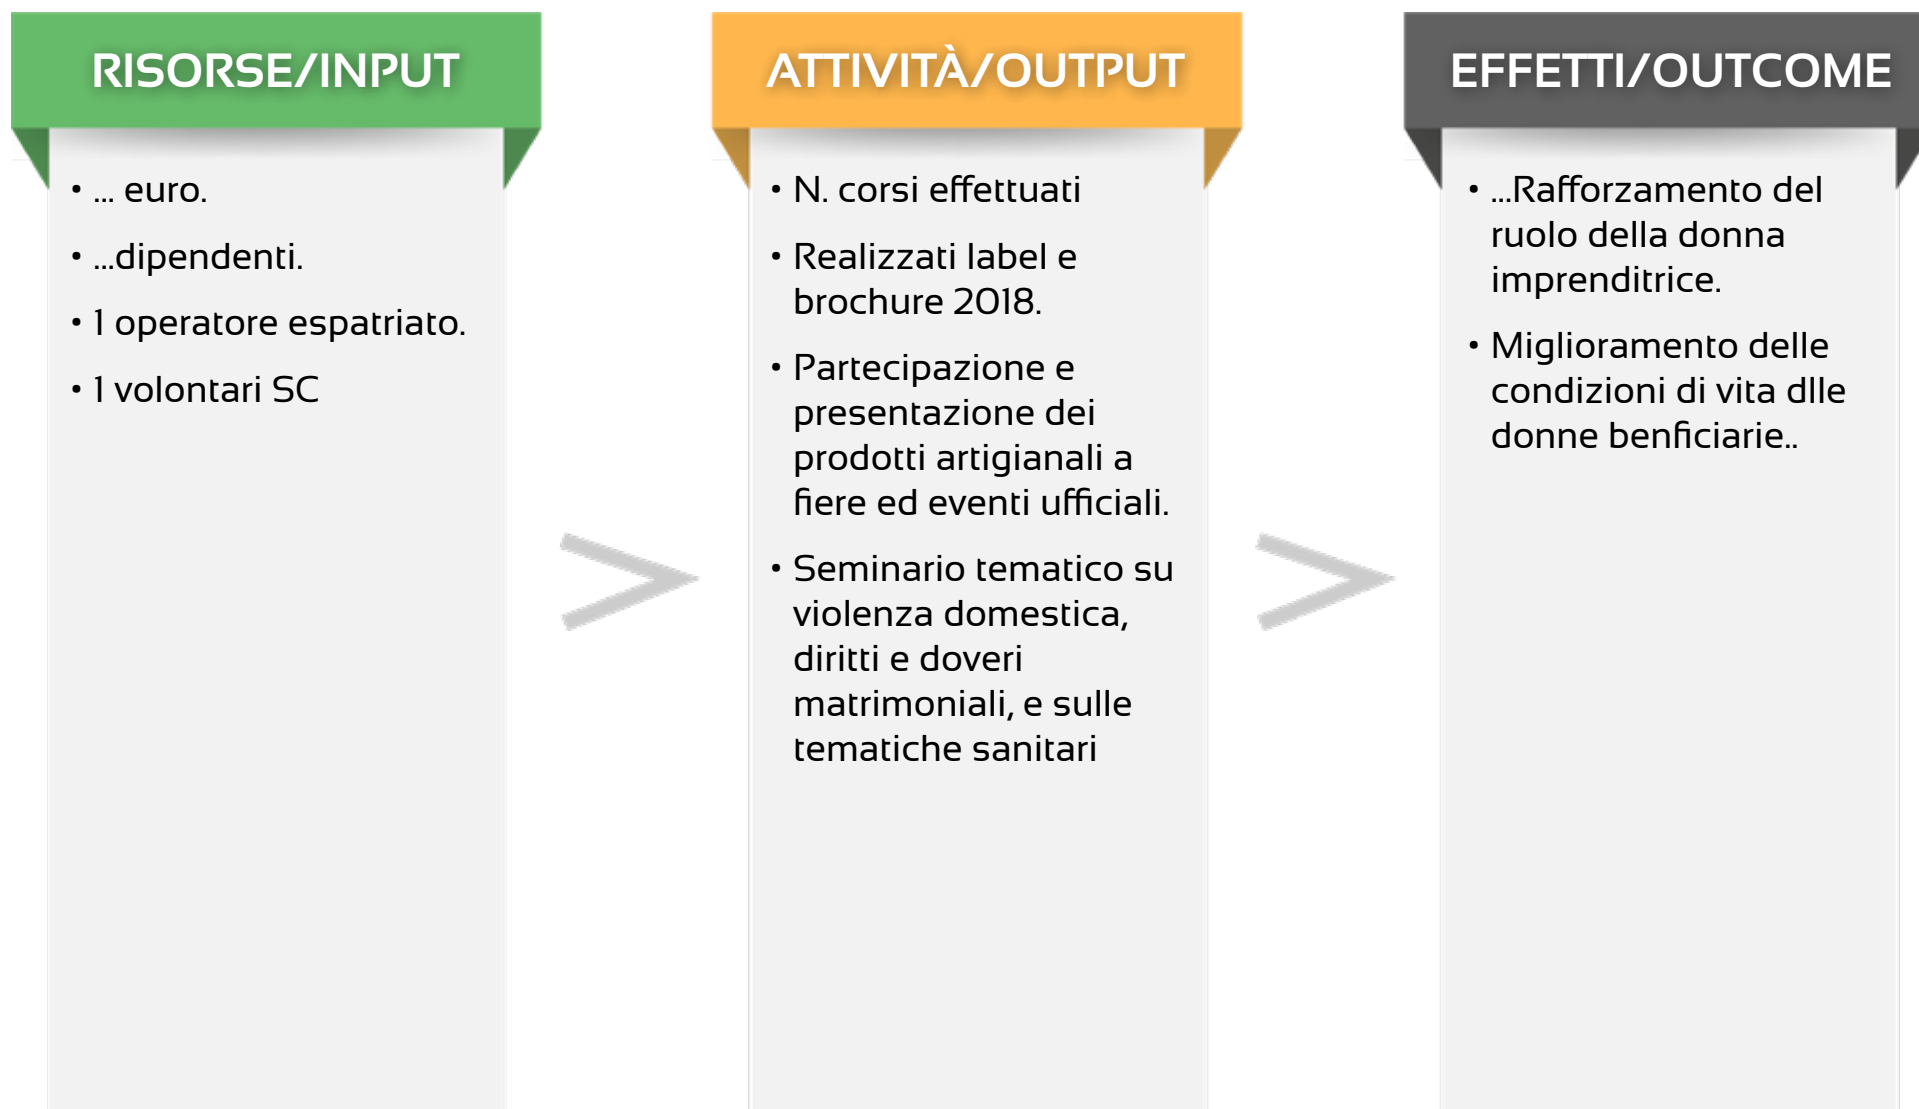 RISORSE/INPUT
• ... euro.
• ...dipendenti.
• 1 operatore espatriato.
• 1 volontari SC
>
ATTIVITÀ/OUTPUT
• N. corsi effettuati
• Realizzati label e
brochure 2018.
• Partecipazione e
presentazione dei
prodotti artigianali a
fiere ed eventi ufficiali.
• Seminario tematico su
violenza domestica,
diritti e doveri
matrimoniali, e sulle
tematiche sanitari
>
EFFETTI/OUTCOME
• ...Rafforzamento del
ruolo della donna
imprenditrice.
• Miglioramento delle
condizioni di vita dlle
donne benficiarie..